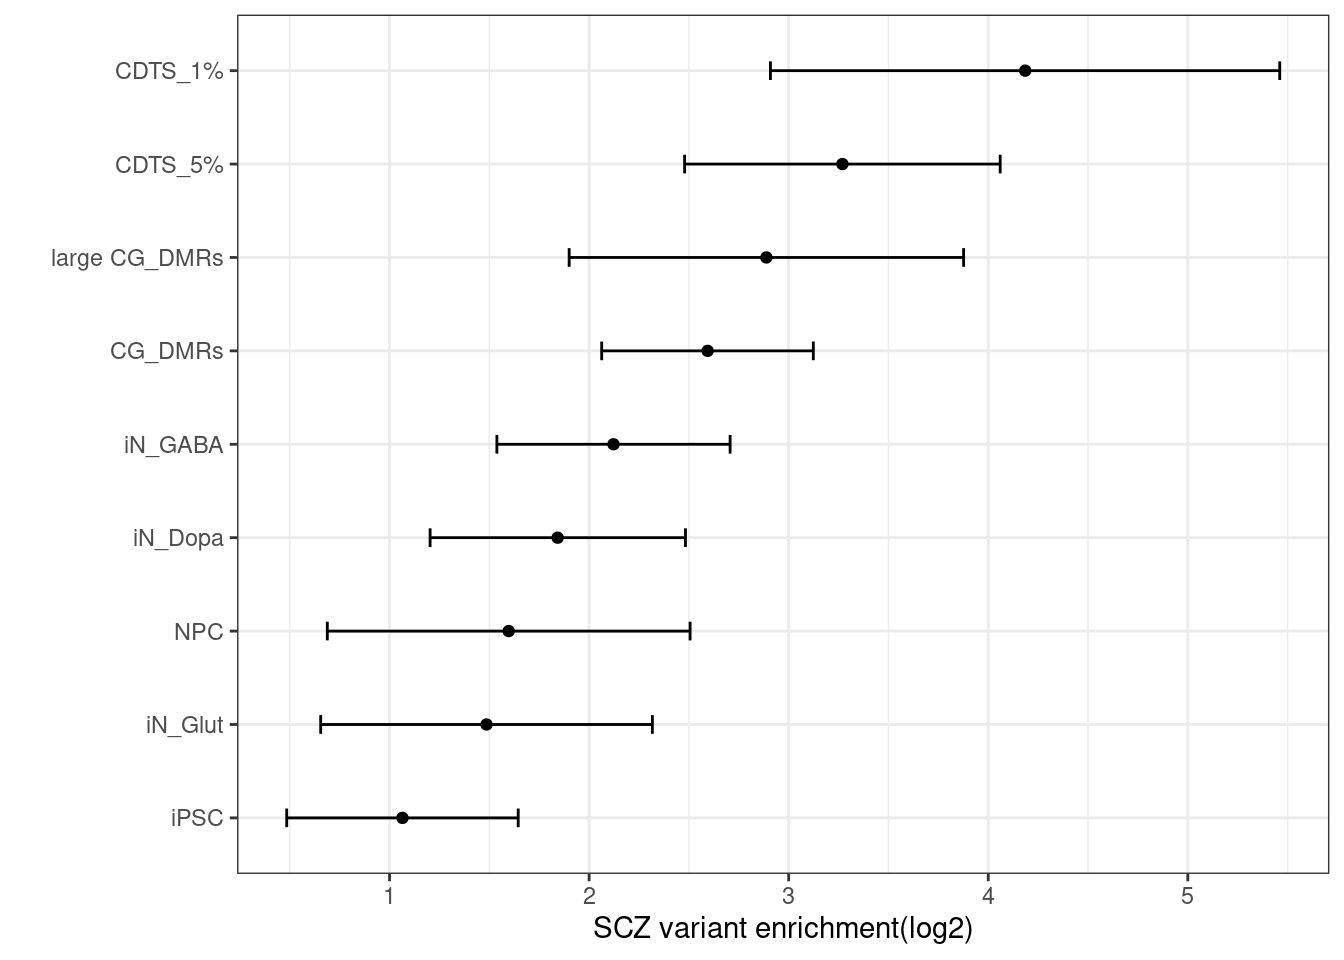 CDTS_1%
CDTS_5%
large CG_DMRs
CG_DMRs
iN_GABA
iN_Dopa
NPC
iN_Glut
iPSC
1 2 3 4 5
SCZ variant enrichment(log2)